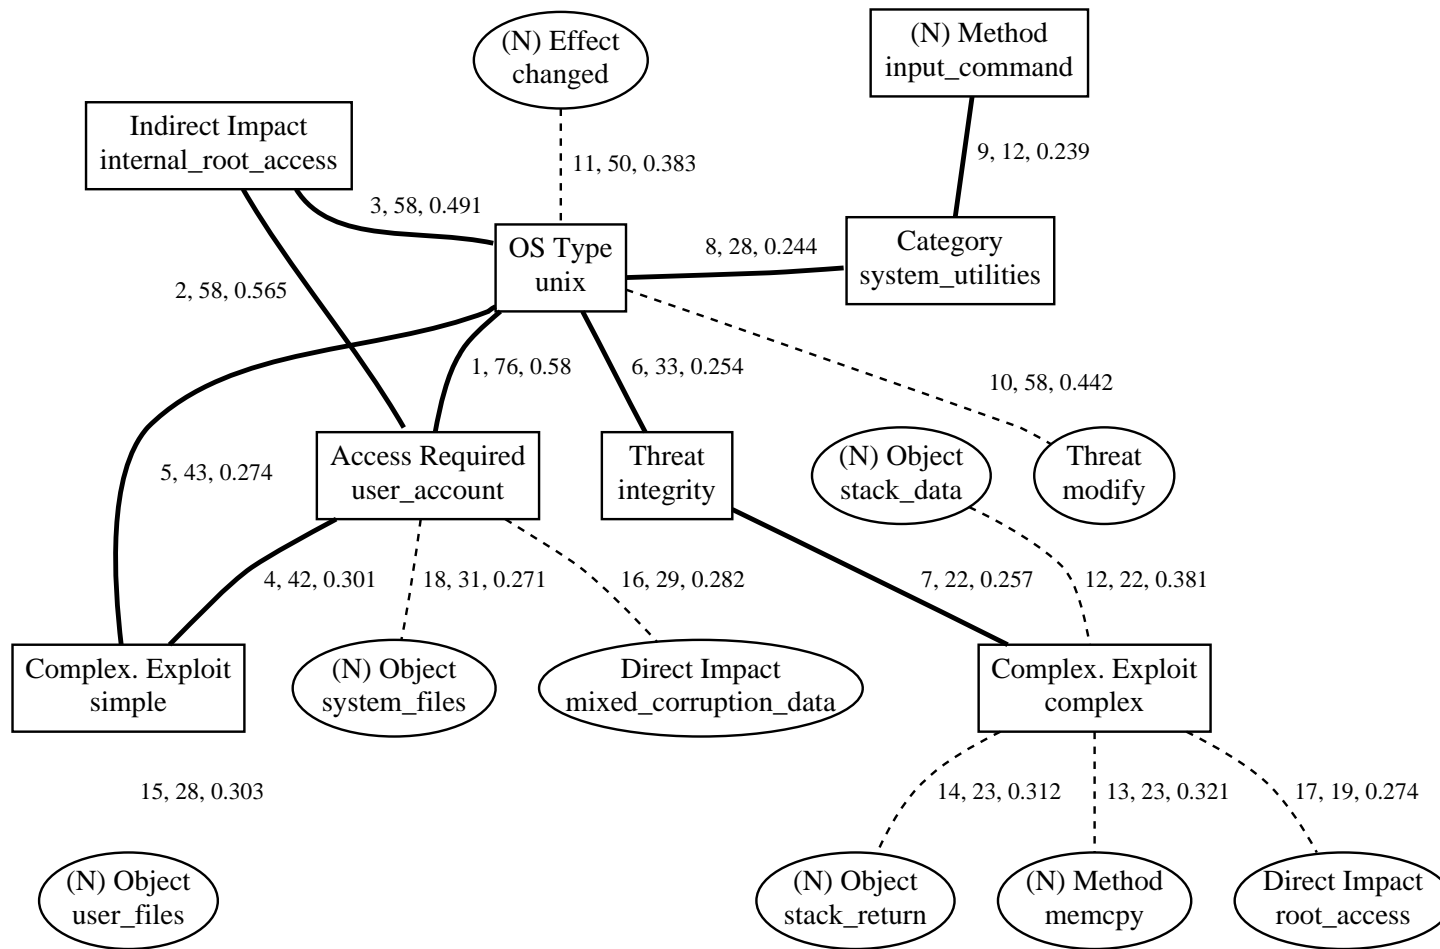 (N) Effect
changed
(N) Method
input_command
Indirect Impact
internal_root_access
11, 50, 0.383
9, 12, 0.239
3, 58, 0.491
OS Type
unix
8, 28, 0.244
Category
system_utilities
2, 58, 0.565
1, 76, 0.58
6, 33, 0.254
10, 58, 0.442
5, 43, 0.274
Access Required
user_account
Threat
integrity
(N) Object
stack_data
Threat
modify
4, 42, 0.301
18, 31, 0.271
16, 29, 0.282
7, 22, 0.257
12, 22, 0.381
Complex. Exploit
simple
(N) Object
system_files
Direct Impact
mixed_corruption_data
Complex. Exploit
complex
15, 28, 0.303
14, 23, 0.312
13, 23, 0.321
17, 19, 0.274
(N) Object
user_files
(N) Object
stack_return
(N) Method
memcpy
Direct Impact
root_access